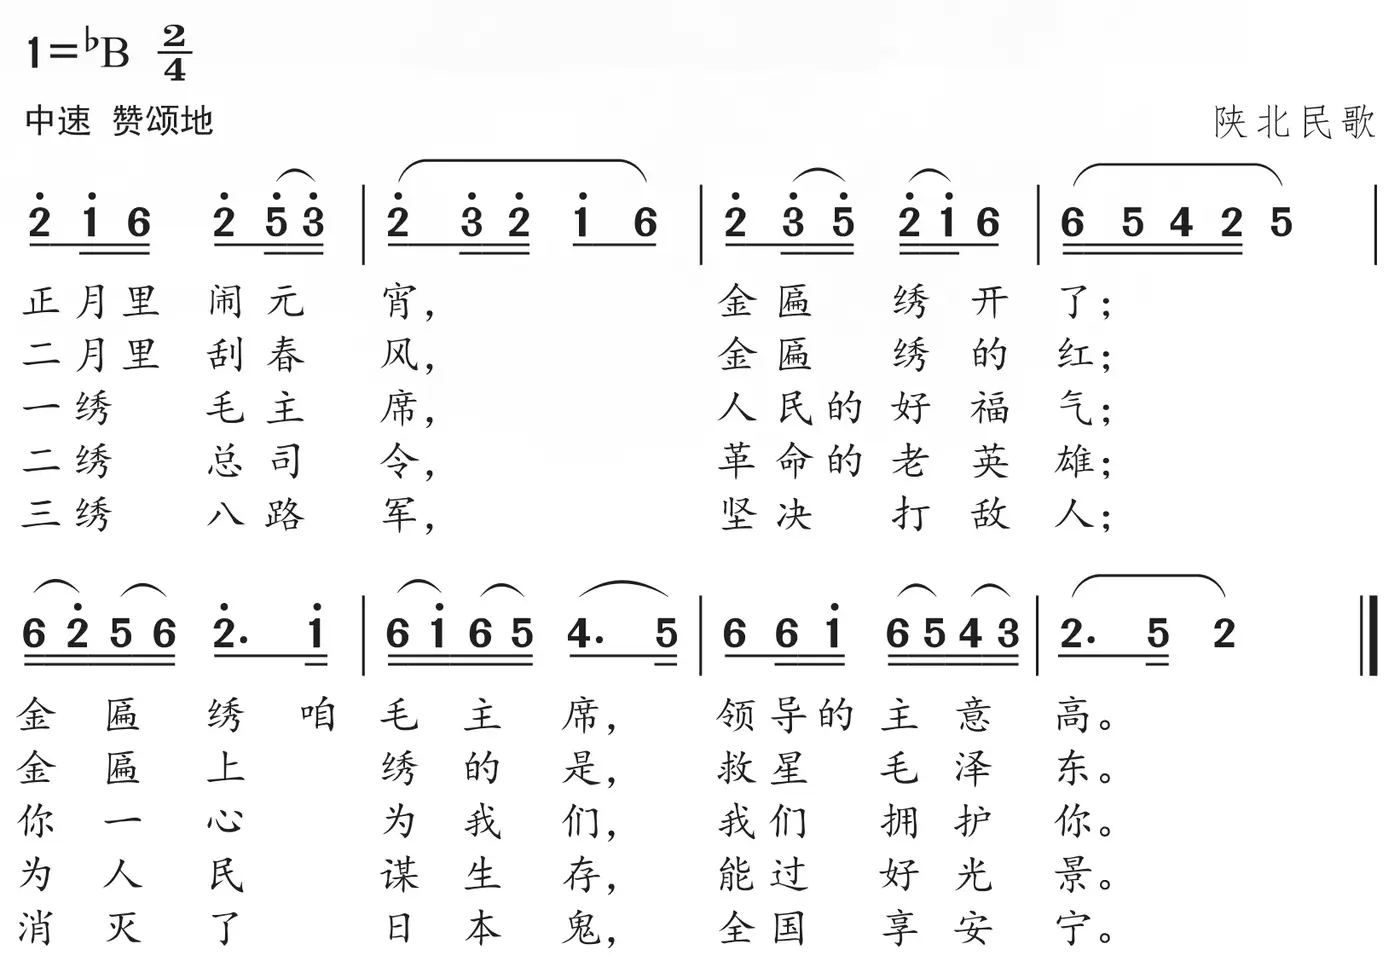 1=♭B 2/4
中速 赞颂地
陕北民歌
2̇ 1̇ 6 2̇ 5̇ 3̇ | 2̇ 3̇ 2̇ 1̇ 6 | 2̇ 3̇ 5̇ 2̇ 1̇ 6 | 6 5 4 2 5 |
正月里 闹元 宵， 金匾 绣开 了；
二月里 刮春 风， 金匾 绣的 红；
一绣 毛主 席， 人民的 好福 气；
二绣 总司 令， 革命的 老英 雄；
三绣 八路 军， 坚决 打敌 人；
6 2̇ 5 6 2̇. 1̇ | 6 1̇ 6 5 4. 5 | 6 6 1̇ 6 5 4 3 | 2. 5 2 ‖
金匾 绣咱 毛主 席， 领导的 主意 高。
金匾 上 绣的 是， 救星 毛泽 东。
你一 心 为我 们， 我们 拥护 你。
为人 民 谋生 存， 能过 好光 景。
消灭 了 日本 鬼， 全国 享安 宁。